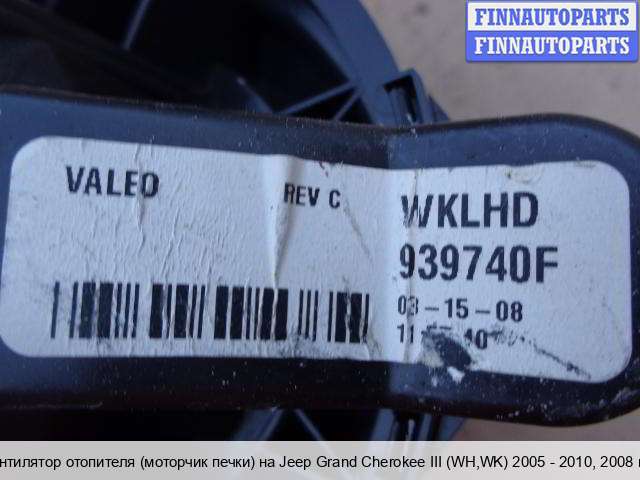 FINNAUTOPARTS
FINNAUTOPARTS
VALEO
REV C
WKLHD
939740F
03-15-08
нтилятор отопителя (моторчик печки) на Jeep Grand Cherokee III (WH,WK) 2005 - 2010, 2008